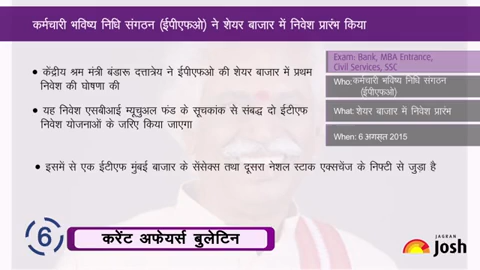 कर्मचारी भविष्य निधि संगठन (ईपीएफओ) ने शेयर बाजार में निवेश प्रारंभ किया
Exam: Bank, MBA Entrance,
Civil Services, SSC
Who:कर्मचारी भविष्य निधि संगठन
(ईपीएफओ)
What: शेयर बाजार में निवेश प्रारंभ
When: 6 अगस्त 2015
• केंद्रीय श्रम मंत्री बंडारू दत्तात्रेय ने ईपीएफओ की शेयर बाजार में प्रथम
निवेश की घोषणा की
• यह निवेश एसबीआई म्यूचुअल फंड के सूचकांक से संबद्ध दो ईटीएफ
निवेश योजनाओं के जरिए किया जाएगा
• इसमें से एक ईटीएफ मुंबई बाजार के सेंसेक्स तथा दूसरा नेशल स्टाक एक्सचेंज के निफ्टी से जुड़ा है
6 करेंट अफेयर्स बुलेटिन
JAGRAN
Josh